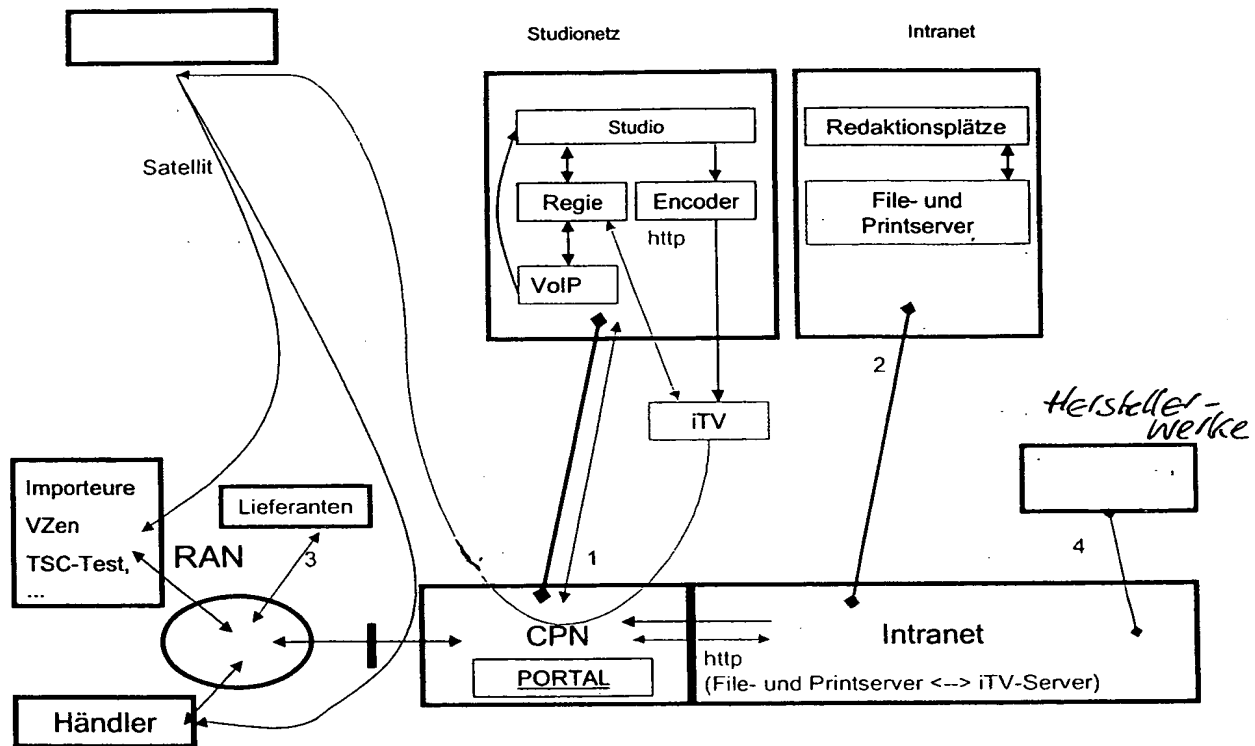 Studionetz
Intranet
Satellit
Studio
Regie
Encoder
http
VoIP
Redaktionsplätze
File- und
Printserver
iTV
1
2
Hersteller-
werke
4
Importeure
VZen
TSC-Test,
...
RAN
Lieferanten
3
Händler
CPN
PORTAL
http
(File- und Printserver <--> iTV-Server)
Intranet